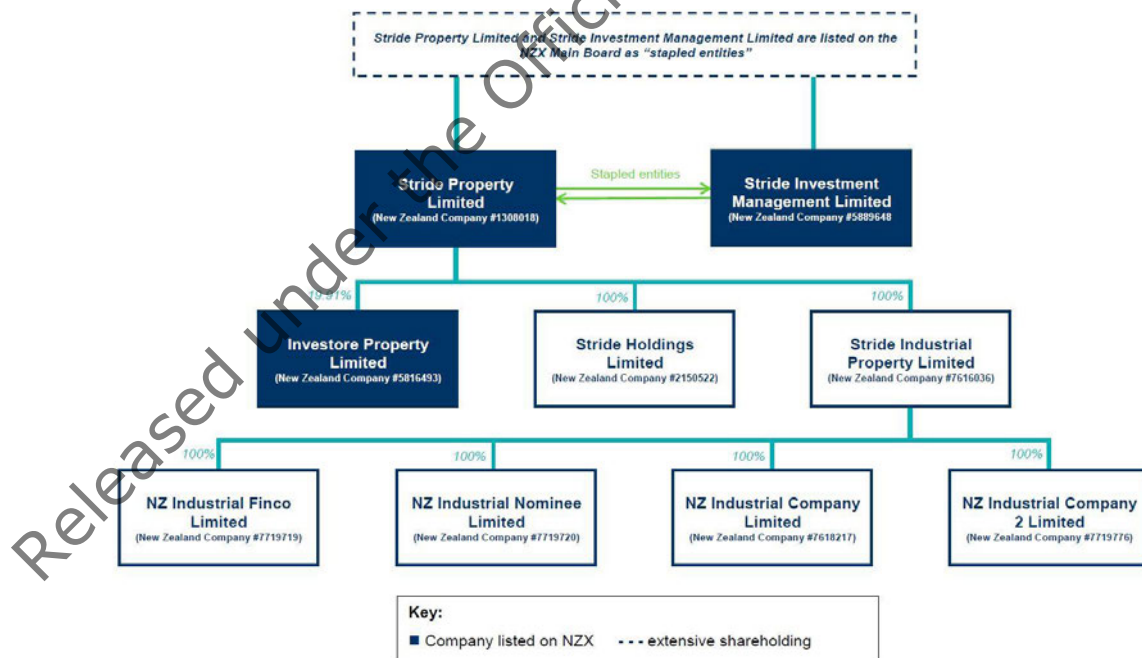 Stride Property Limited and Stride Investment Management Limited are listed on the
NZX Main Board as “stapled entities”
Stride Property
Limited
(New Zealand Company #1308018)
Stapled entities
Stride Investment
Management Limited
(New Zealand Company #5889648
19.91%
100%
100%
Investore Property
Limited
(New Zealand Company #5816493)
Stride Holdings
Limited
(New Zealand Company #2150522)
Stride Industrial
Property Limited
(New Zealand Company #7616036)
100%
100%
100%
100%
NZ Industrial Finco
Limited
(New Zealand Company #7719719)
NZ Industrial Nominee
Limited
(New Zealand Company #7719720)
NZ Industrial Company
Limited
(New Zealand Company #7618217)
NZ Industrial Company
2 Limited
(New Zealand Company #7719776)
Key:
Company listed on NZX
extensive shareholding
Released under the Offic